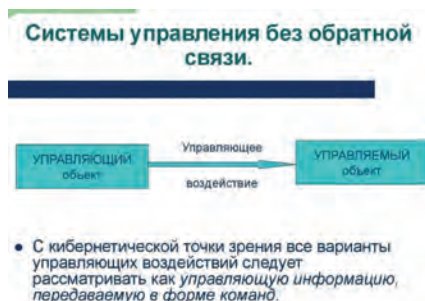 Системы управления без обратной
связи.
Управляющее
УПРАВЛЯЮЩИЙ
объект
УПРАВЛЯЕМЫЙ
объект
воздействие
• С кибернетической точки зрения все варианты
управляющих воздействий следует
рассматривать как управляющую информацию,
передаваемую в форме команд.